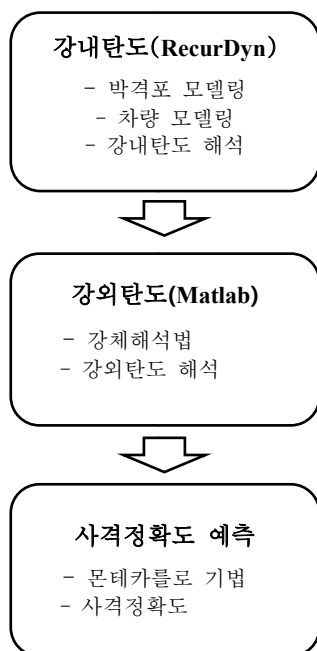 강내탄도(RecurDyn)
- 박격포 모델링
- 차량 모델링
- 강내탄도 해석
강외탄도(Matlab)
- 강체해석법
- 강외탄도 해석
사격정확도 예측
- 몬테카를로 기법
- 사격정확도